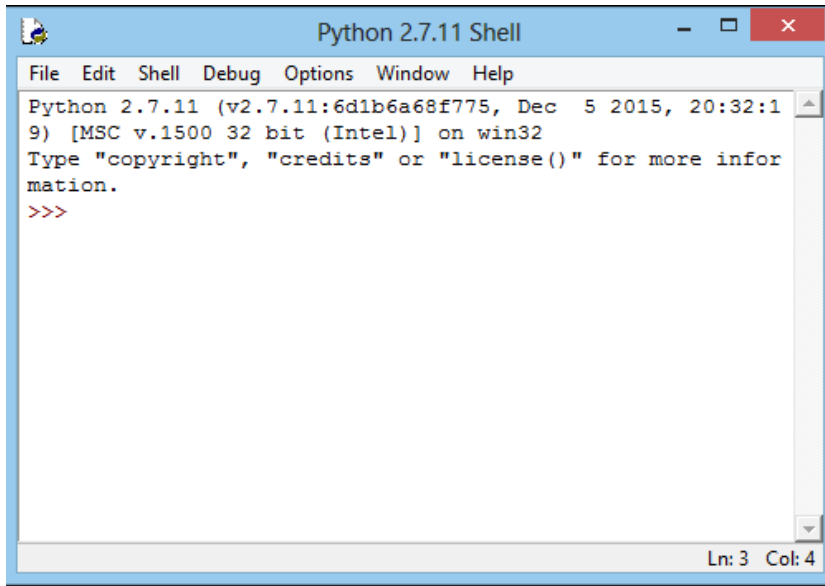 Python 2.7.11 Shell
File Edit Shell Debug Options Window Help
Python 2.7.11 (v2.7.11:6d1b6a68f775, Dec  5 2015, 20:32:1
9) [MSC v.1500 32 bit (Intel)] on win32
Type "copyright", "credits" or "license()" for more infor
mation.
>>>
Ln: 3 Col: 4